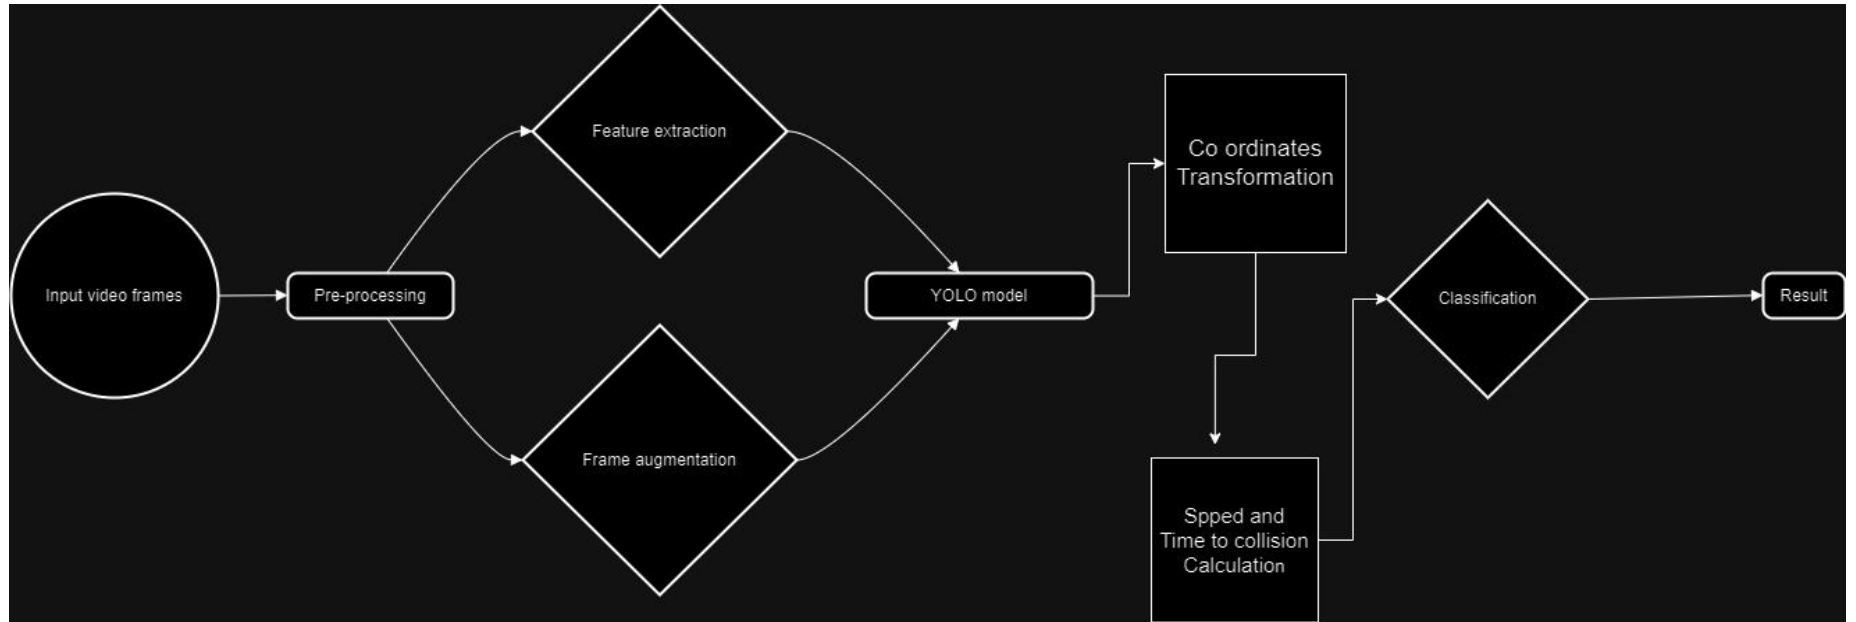 Input video frames
Pre-processing
Feature extraction
Frame augmentation
YOLO model
Co ordinates
Transformation
Spped and
Time to collision
Calculation
Classification
Result